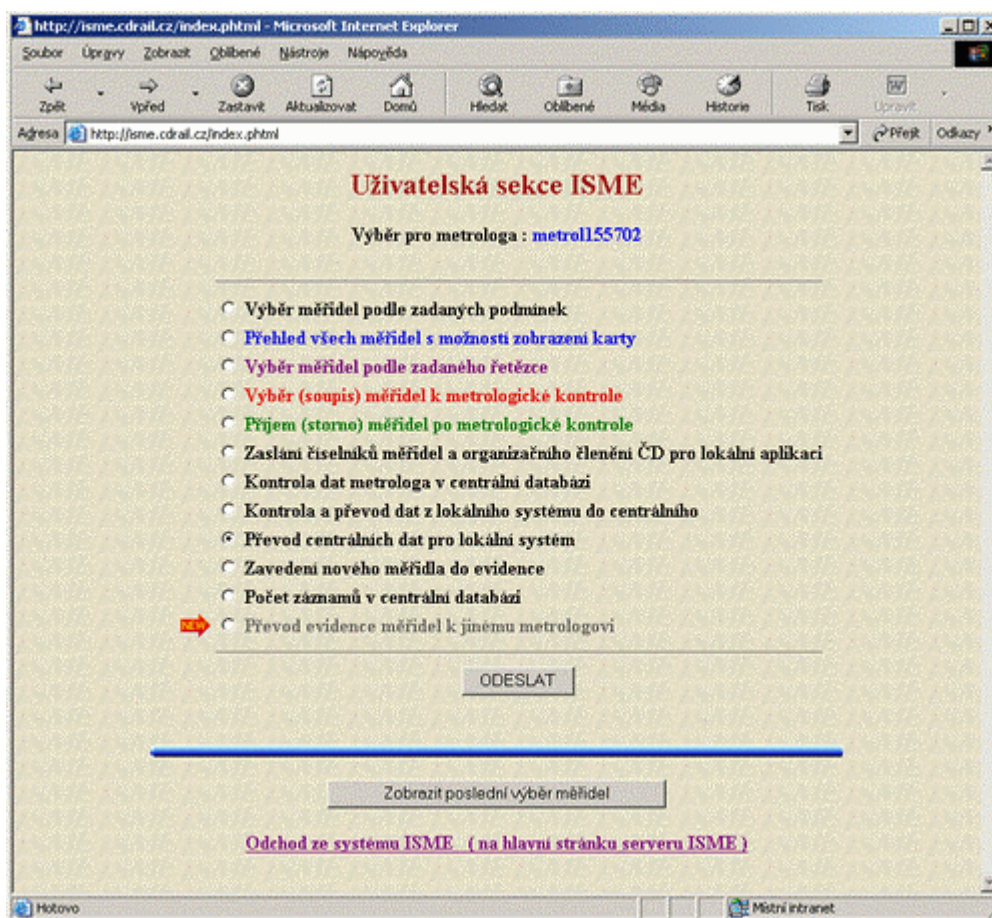 http://isme.cdrail.cz/index.phtml - Microsoft Internet Explorer
Soubor Úpravy Zobrazit Oblíbené Nástroje Nápověda
Zpět Vpřed Zastavit Aktualizovat Domů Hledat Oblíbené Média Historie Tisk Upravit
Adresa http://isme.cdrail.cz/index.phtml Přejít Odkazy
Uživatelská sekce ISME
Výběr pro metrologa : metrol155702
Výběr měřidel podle zadaných podmínek
Přehled všech měřidel s možností zobrazení karty
Výběr měřidel podle zadaného řetězce
Výběr (soupis) měřidel k metrologické kontrole
Příjem (storno) měřidel po metrologické kontrole
Zaslání číselníků měřidel a organizačního členění ČD pro lokální aplikaci
Kontrola dat metrologa v centrální databázi
Kontrola a převod dat z lokálního systému do centrálního
Převod centrálních dat pro lokální systém
Zavedení nového měřidla do evidence
Počet záznamů v centrální databázi
NEW Převod evidence měřidel k jinému metrologovi
ODESLAT
Zobrazit poslední výběr měřidel
Odchod ze systému ISME ( na hlavní stránku serveru ISME )
Hotovo Místní intranet